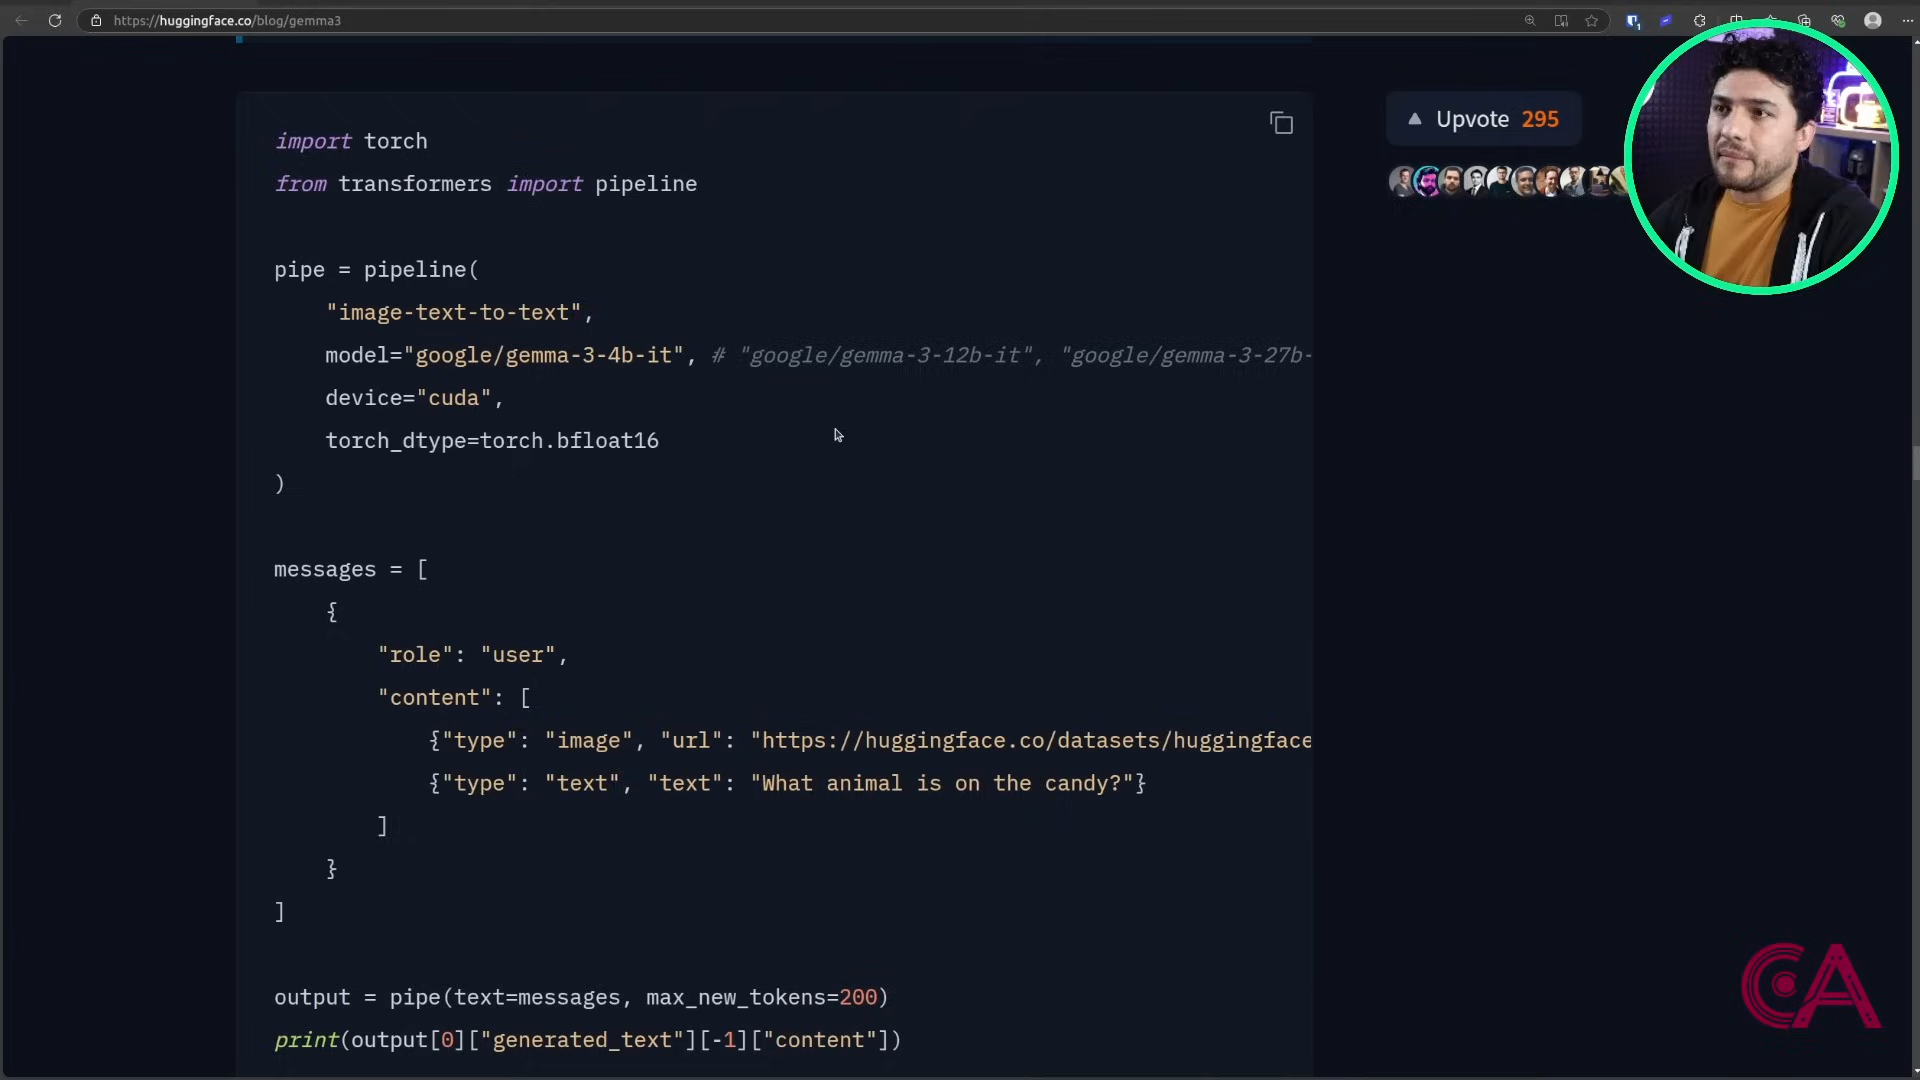 https://huggingface.co/blog/gemma3
import torch
from transformers import pipeline
pipe = pipeline(
"image-text-to-text",
model="google/gemma-3-4b-it", # "google/gemma-3-12b-it", "google/gemma-3-27b-
device="cuda",
torch_dtype=torch.bfloat16
)
messages = [
{
"role": "user",
"content": [
{"type": "image", "url": "https://huggingface.co/datasets/huggingface
{"type": "text", "text": "What animal is on the candy?"}
]
}
]
output = pipe(text=messages, max_new_tokens=200)
print(output[0]["generated_text"][-1]["content"])
Upvote 295
CA